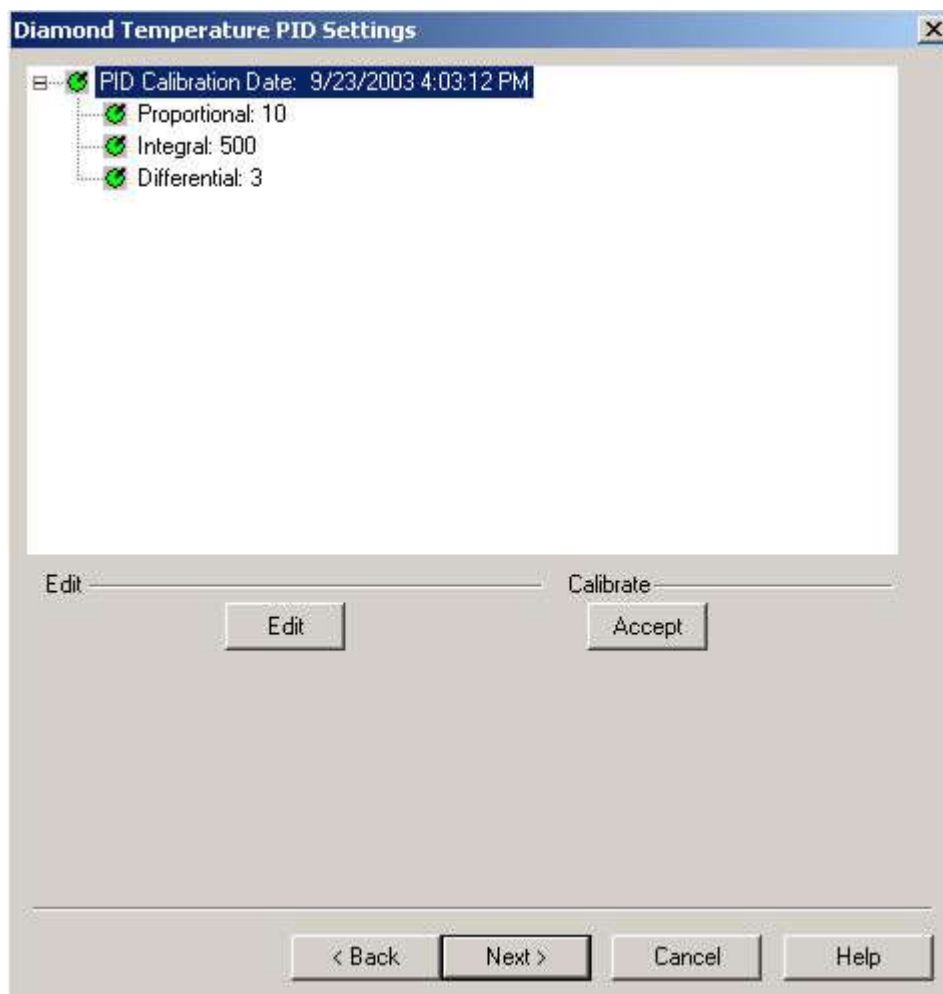 Diamond Temperature PID Settings
PID Calibration Date: 9/23/2003 4:03:12 PM
Proportional: 10
Integral: 500
Differential: 3
Edit
Calibrate
Edit
Accept
< Back
Next >
Cancel
Help